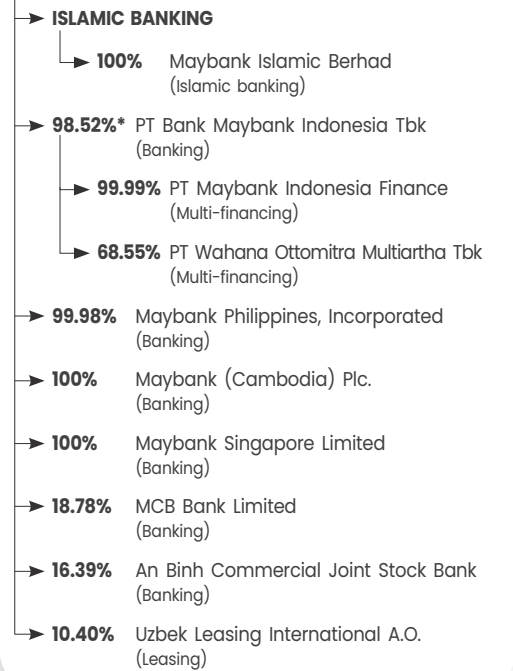 ISLAMIC BANKING
100% Maybank Islamic Berhad
(Islamic banking)
98.52%* PT Bank Maybank Indonesia Tbk
(Banking)
99.99% PT Maybank Indonesia Finance
(Multi-financing)
68.55% PT Wahana Ottomitra Multiartha Tbk
(Multi-financing)
99.98% Maybank Philippines, Incorporated
(Banking)
100% Maybank (Cambodia) Plc.
(Banking)
100% Maybank Singapore Limited
(Banking)
18.78% MCB Bank Limited
(Banking)
16.39% An Binh Commercial Joint Stock Bank
(Banking)
10.40% Uzbek Leasing International A.O.
(Leasing)